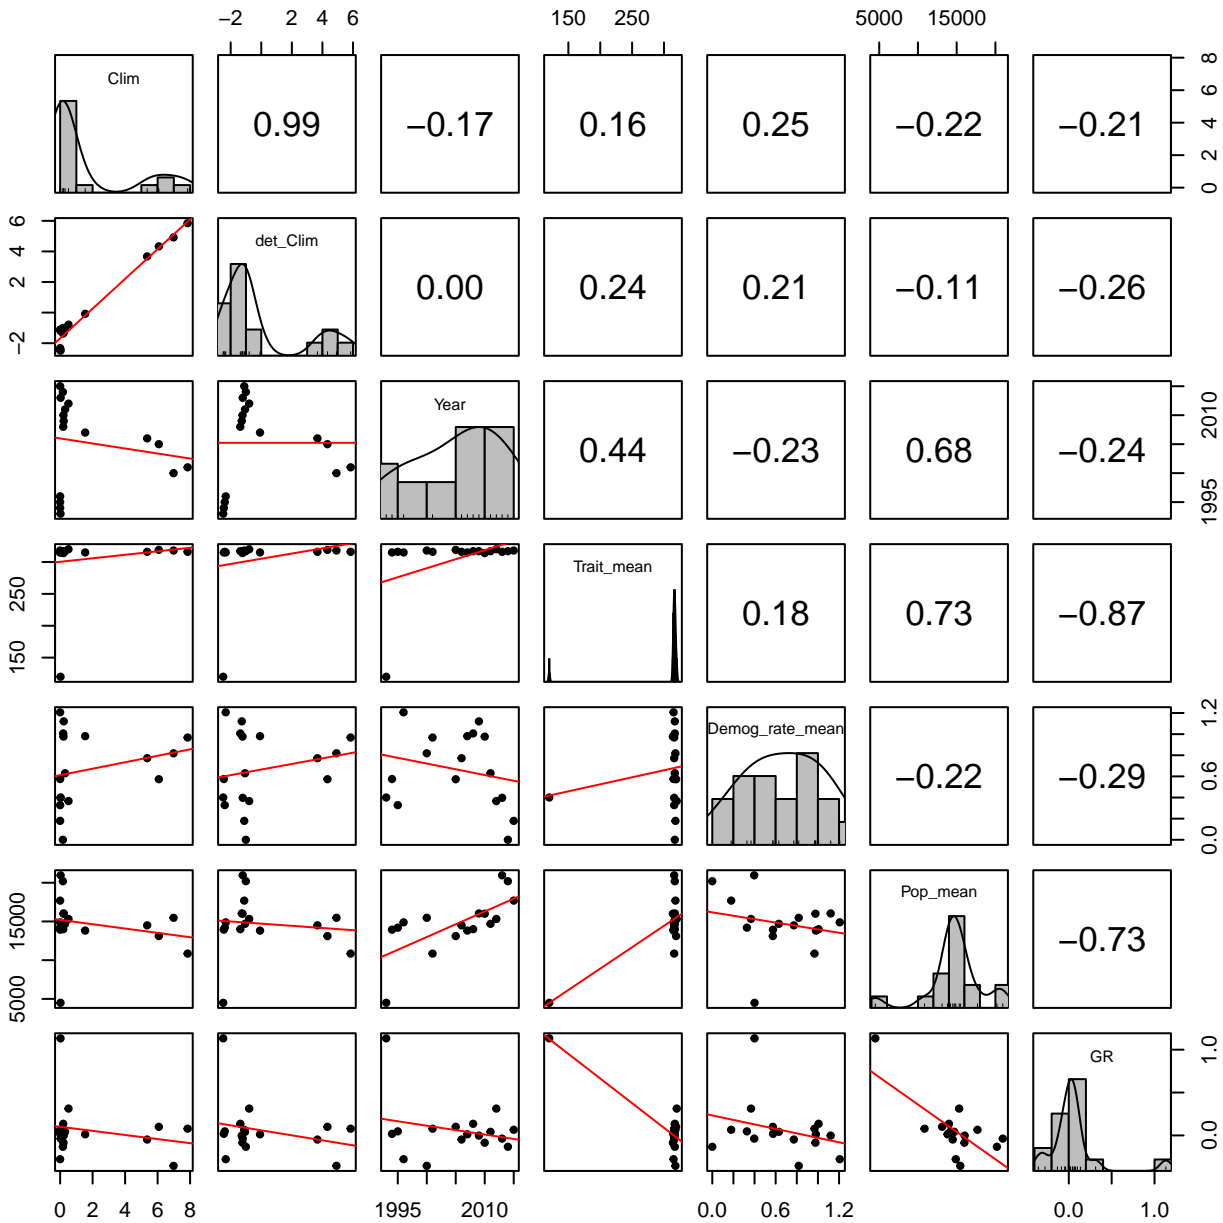 −2 2 4 6 150 250 5000 15000
Clim 0.99 −0.17 0.16 0.25 −0.22 −0.21 0 2 4 6 8
−2 2 4 6 det_Clim 0.00 0.24 0.21 −0.11 −0.26
Year 0.44 −0.23 0.68 −0.24 1995 2010
150 250 Trait_mean 0.18 0.73 −0.87
Demog_rate_mean −0.22 −0.29 0.0 0.6 1.2
5000 15000 Pop_mean −0.73
GR 0.0 1.0
0 2 4 6 8 1995 2010 0.0 0.6 1.2 0.0 1.0